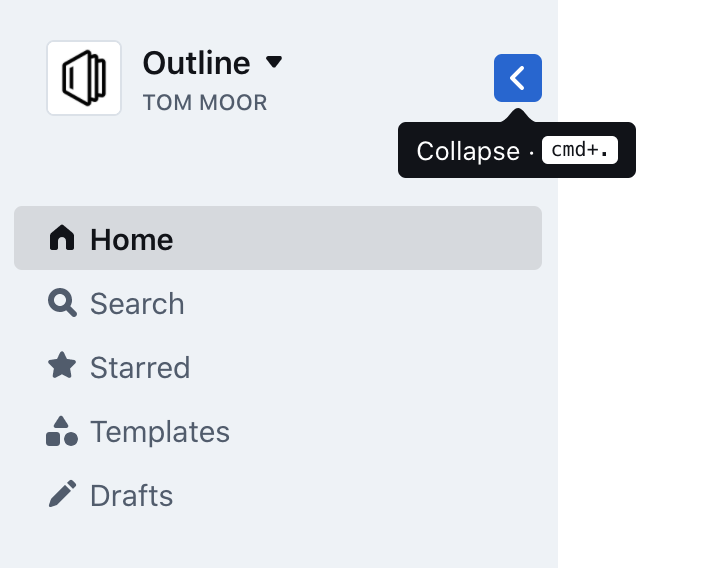 Outline
TOM MOOR
Collapse · cmd+.
Home
Search
Starred
Templates
Drafts